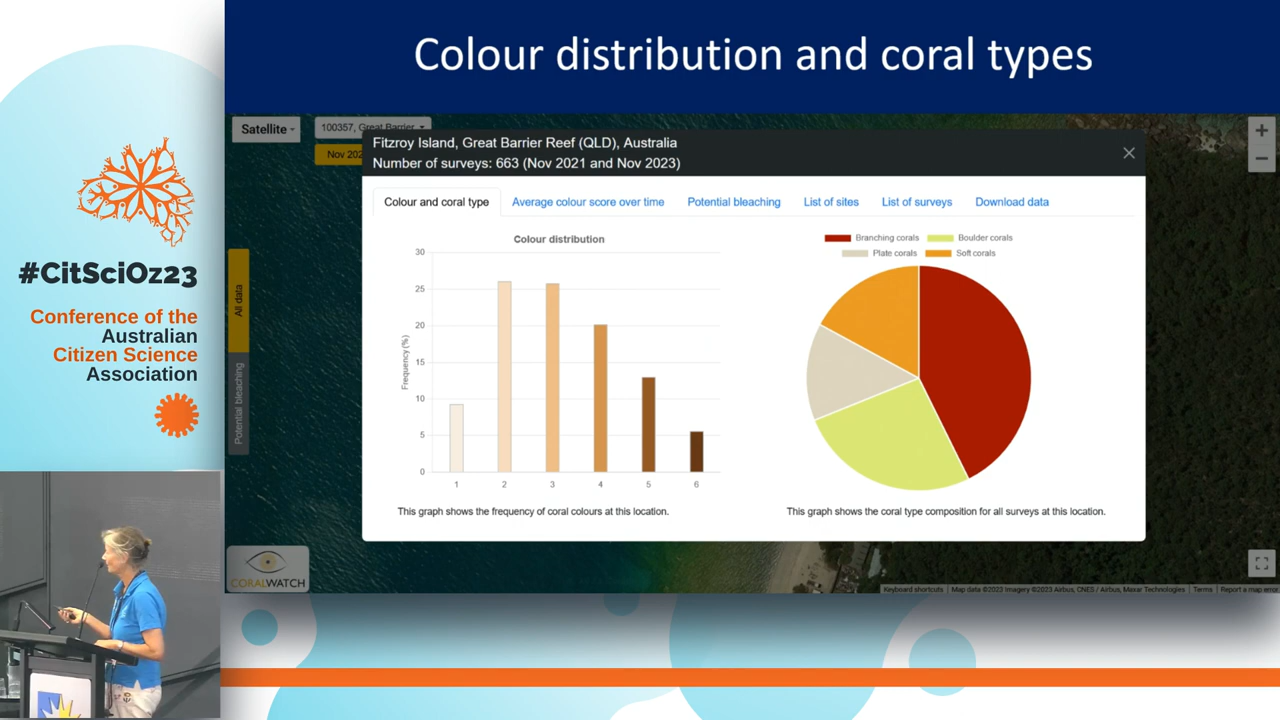 Colour distribution and coral types
#CitSciOz23
Conference of the
Australian
Citizen Science
Association
Satellite
100357, Great Barrier
Nov 202
Fitzroy Island, Great Barrier Reef (QLD), Australia
Number of surveys: 663 (Nov 2021 and Nov 2023)
Colour and coral type
Average colour score over time
Potential bleaching
List of sites
List of surveys
Download data
All data
Potential bleaching
Colour distribution
Frequency (%)
30
25
20
15
10
5
0
1 2 3 4 5 6
This graph shows the frequency of coral colours at this location.
Branching corals
Boulder corals
Plate corals
Soft corals
This graph shows the coral type composition for all surveys at this location.
CORALWATCH
Keyboard shortcuts
Map data ©2023 Imagery ©2023 Airbus, CNES / Airbus, Maxar Technologies
Terms
Report a map error